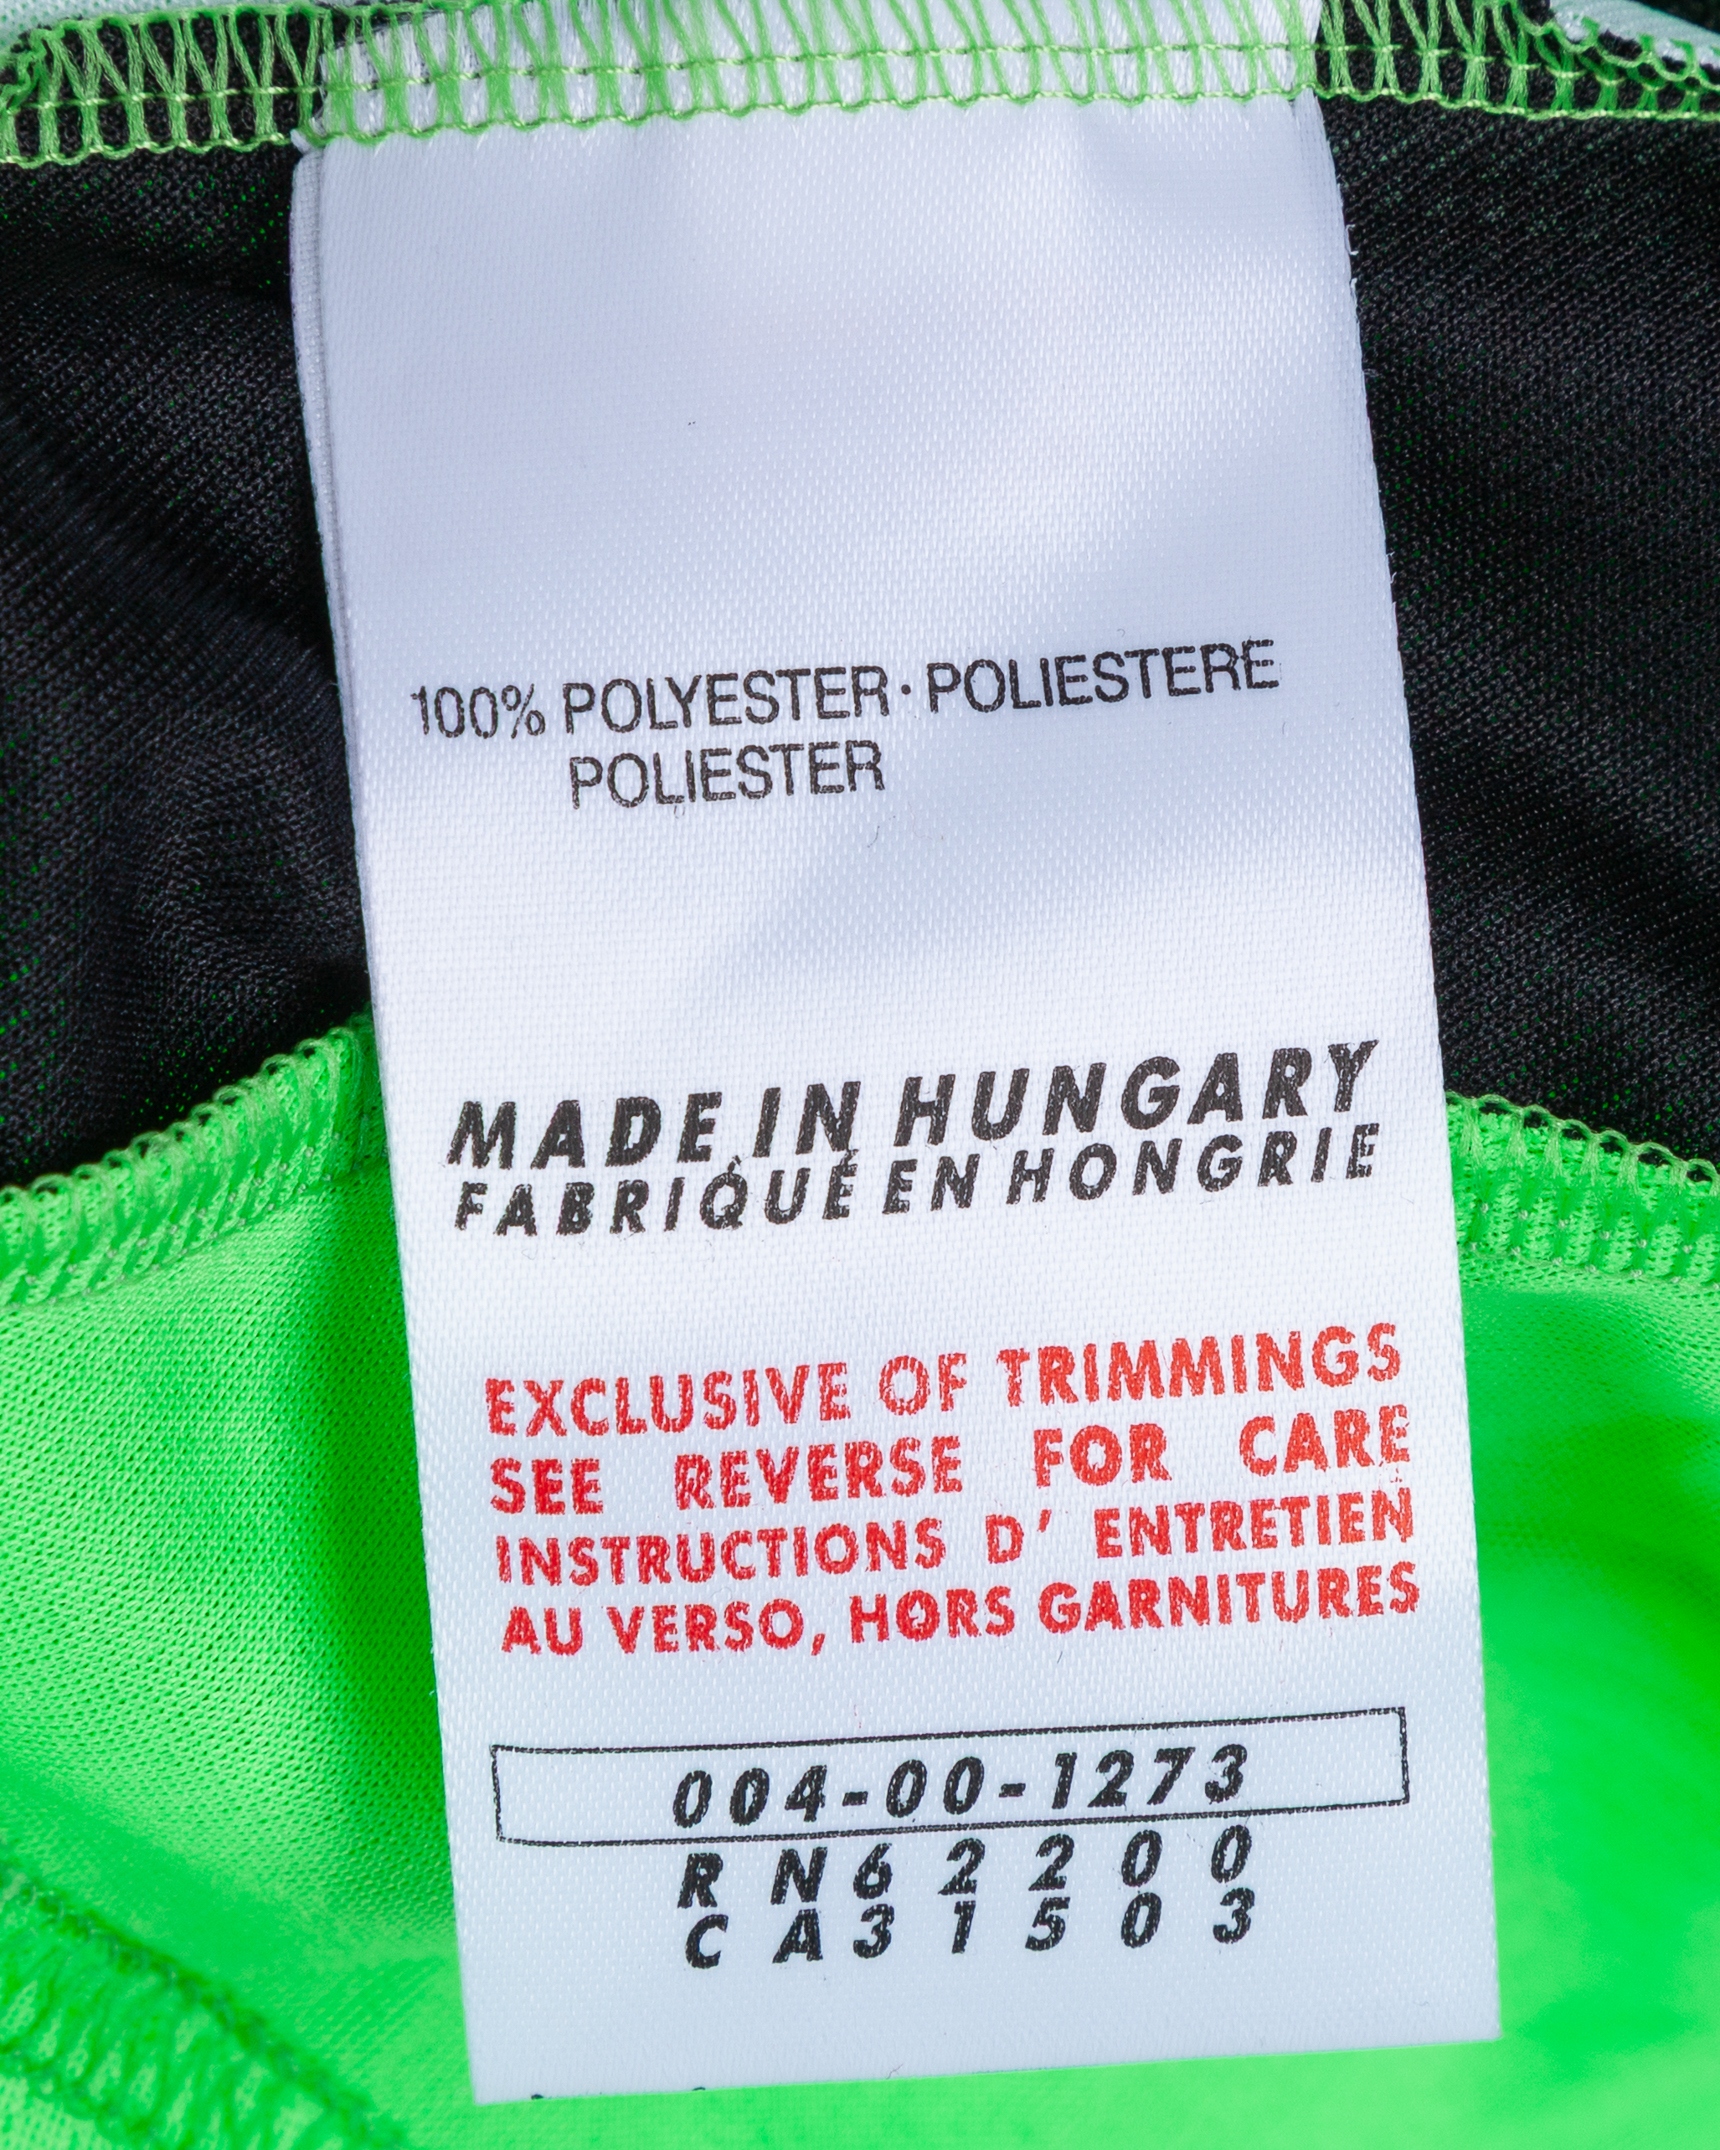 100% POLYESTER · POLIESTERE
POLIESTER
MADE IN HUNGARY
FABRIQUÉ EN HONGRIE
EXCLUSIVE OF TRIMMINGS
SEE REVERSE FOR CARE
INSTRUCTIONS D' ENTRETIEN
AU VERSO, HORS GARNITURES
004-00-1273
RN62200
CA31503